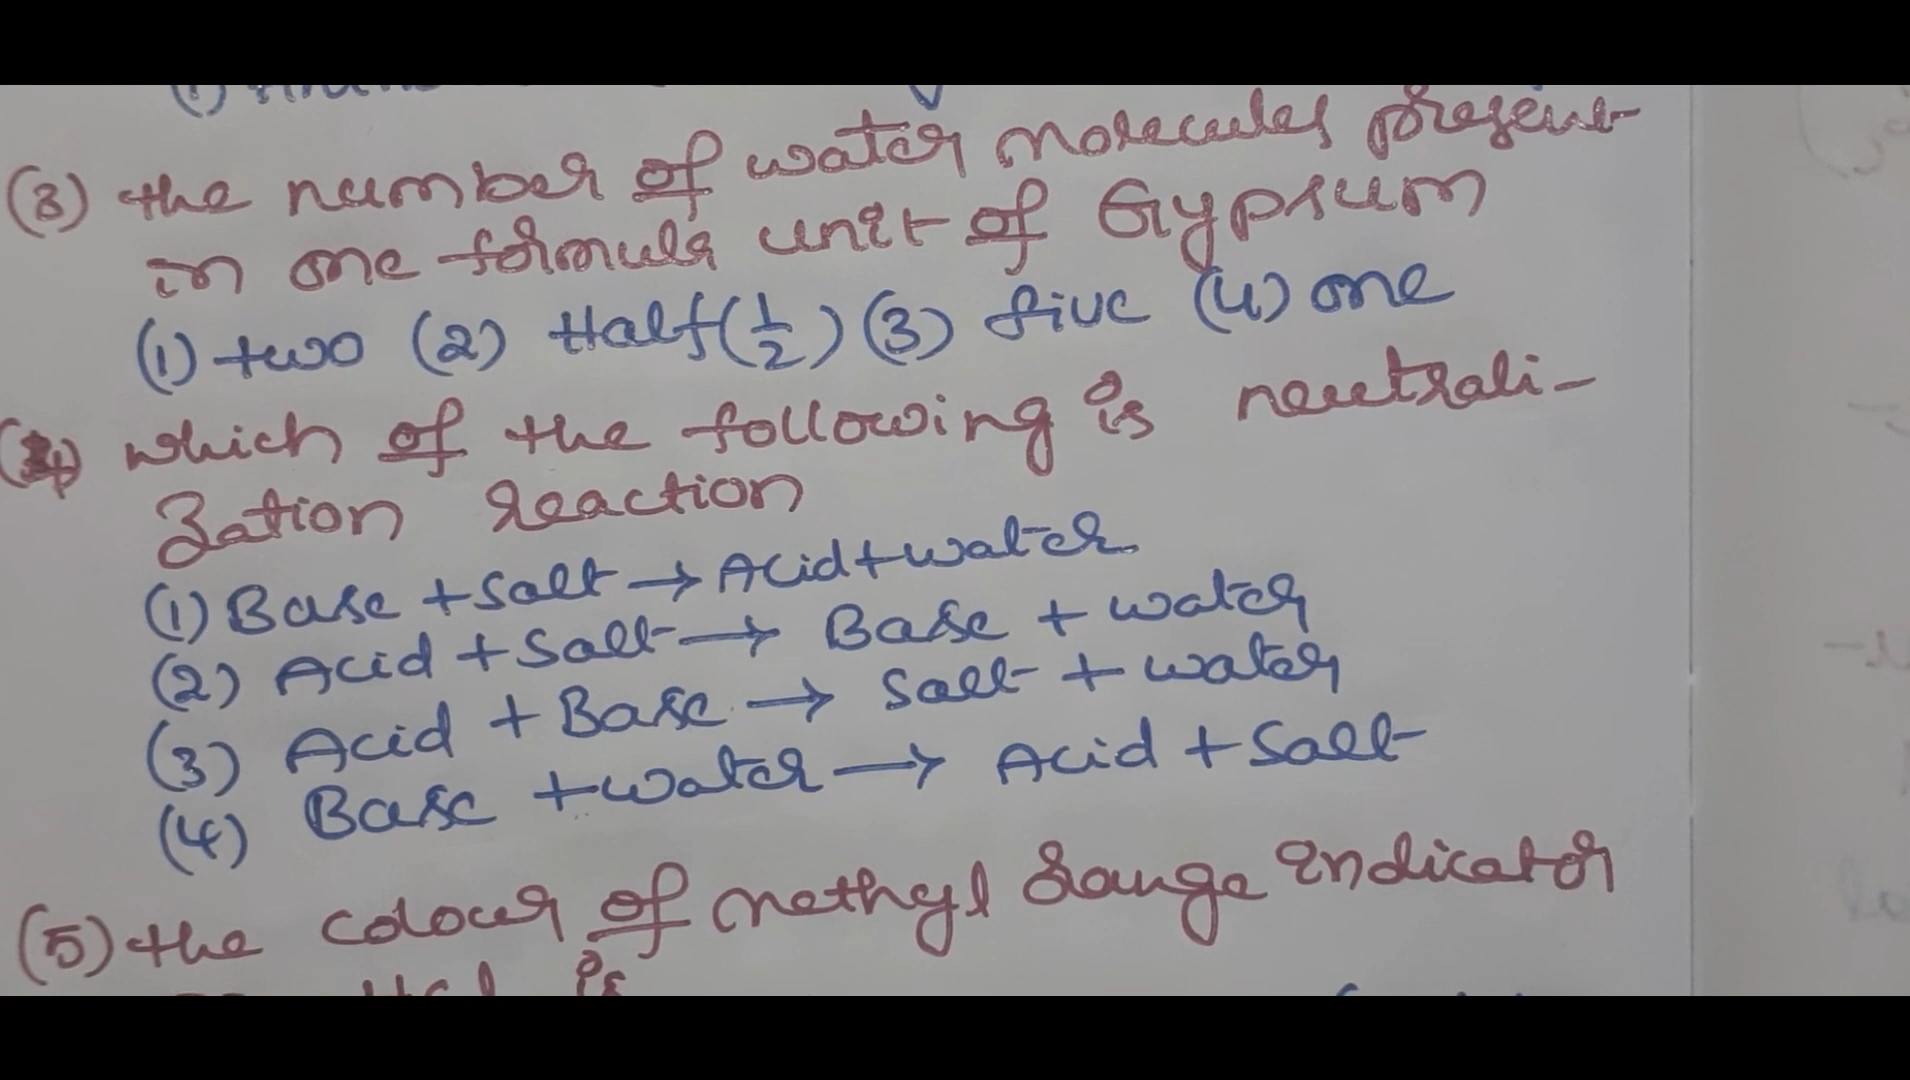 (3) the number of water molecules present
in one formula unit of Gypsum
(1) two (2) Half(1/2) (3) five (4) one
(4) which of the following is neutrali-
zation reaction
(1) Base + Salt → Acid + water
(2) Acid + Salt → Base + water
(3) Acid + Base → Salt + water
(4) Base + water → Acid + Salt
(5) the colour of methyl Orange indicator
is